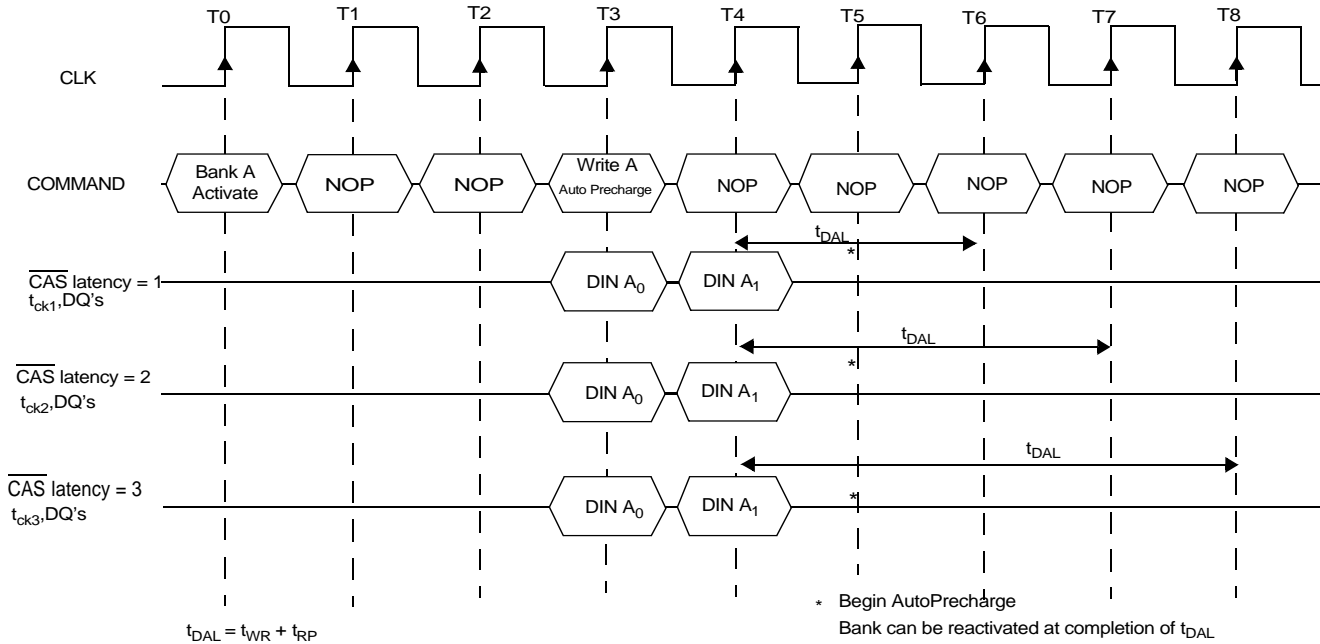 T0 T1 T2 T3 T4 T5 T6 T7 T8
CLK
COMMAND
Bank A
Activate
NOP
NOP
Write A
Auto Precharge
NOP
NOP
NOP
NOP
NOP
tDAL
*
CAS latency = 1
tck1,DQ's
DIN A0
DIN A1
tDAL
*
CAS latency = 2
tck2,DQ's
DIN A0
DIN A1
tDAL
*
CAS latency = 3
tck3,DQ's
DIN A0
DIN A1
* Begin AutoPrecharge
Bank can be reactivated at completion of tDAL
tDAL = tWR + tRP